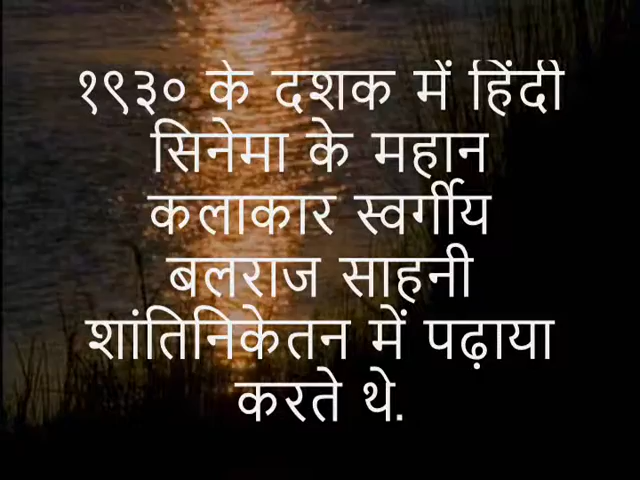 १९३० के दशक में हिंदी
सिनेमा के महान
कलाकार स्वर्गीय
बलराज साहनी
शांतिनिकेतन में पढ़ाया
करते थे.